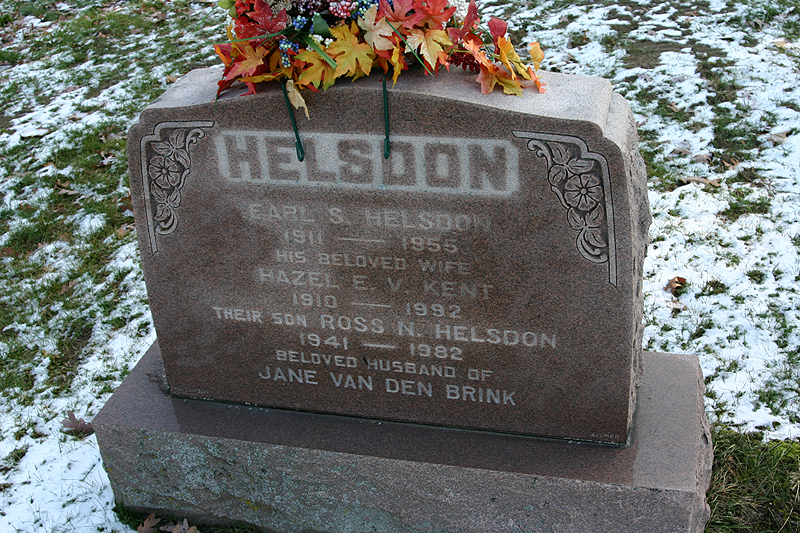 HELSDON
EARL S. HELSDON
1911 — 1955
HIS BELOVED WIFE
HAZEL E. V. KENT
1910 — 1992
THEIR SON ROSS N. HELSDON
1941 — 1982
BELOVED HUSBAND OF
JANE VAN DEN BRINK